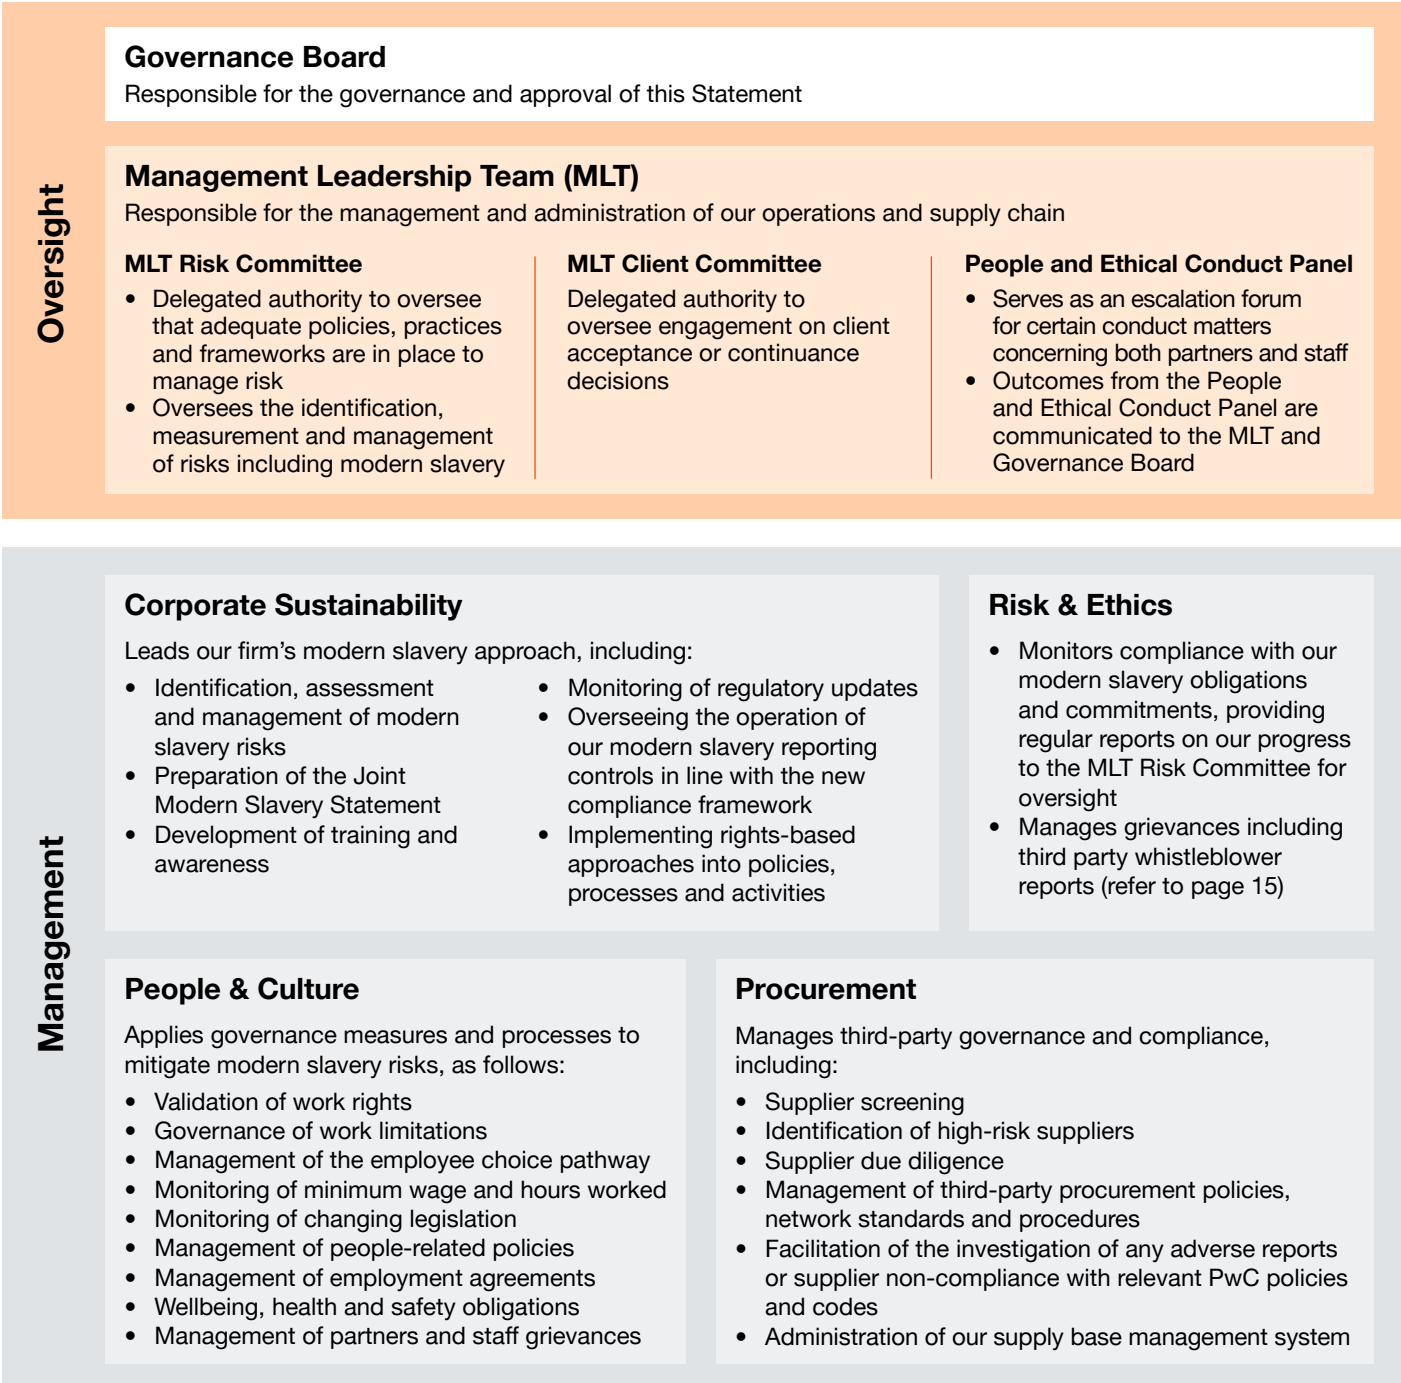 Oversight
Governance Board
Responsible for the governance and approval of this Statement
Management Leadership Team (MLT)
Responsible for the management and administration of our operations and supply chain
MLT Risk Committee
• Delegated authority to oversee
that adequate policies, practices
and frameworks are in place to
manage risk
• Oversees the identification,
measurement and management
of risks including modern slavery
MLT Client Committee
Delegated authority to
oversee engagement on client
acceptance or continuance
decisions
People and Ethical Conduct Panel
• Serves as an escalation forum
for certain conduct matters
concerning both partners and staff
• Outcomes from the People
and Ethical Conduct Panel are
communicated to the MLT and
Governance Board
Management
Corporate Sustainability
Leads our firm's modern slavery approach, including:
• Identification, assessment
and management of modern
slavery risks
• Preparation of the Joint
Modern Slavery Statement
• Development of training and
awareness
• Monitoring of regulatory updates
• Overseeing the operation of
our modern slavery reporting
controls in line with the new
compliance framework
• Implementing rights-based
approaches into policies,
processes and activities
Risk & Ethics
• Monitors compliance with our
modern slavery obligations
and commitments, providing
regular reports on our progress
to the MLT Risk Committee for
oversight
• Manages grievances including
third party whistleblower
reports (refer to page 15)
People & Culture
Applies governance measures and processes to
mitigate modern slavery risks, as follows:
• Validation of work rights
• Governance of work limitations
• Management of the employee choice pathway
• Monitoring of minimum wage and hours worked
• Monitoring of changing legislation
• Management of people-related policies
• Management of employment agreements
• Wellbeing, health and safety obligations
• Management of partners and staff grievances
Procurement
Manages third-party governance and compliance,
including:
• Supplier screening
• Identification of high-risk suppliers
• Supplier due diligence
• Management of third-party procurement policies,
network standards and procedures
• Facilitation of the investigation of any adverse reports
or supplier non-compliance with relevant PwC policies
and codes
• Administration of our supply base management system